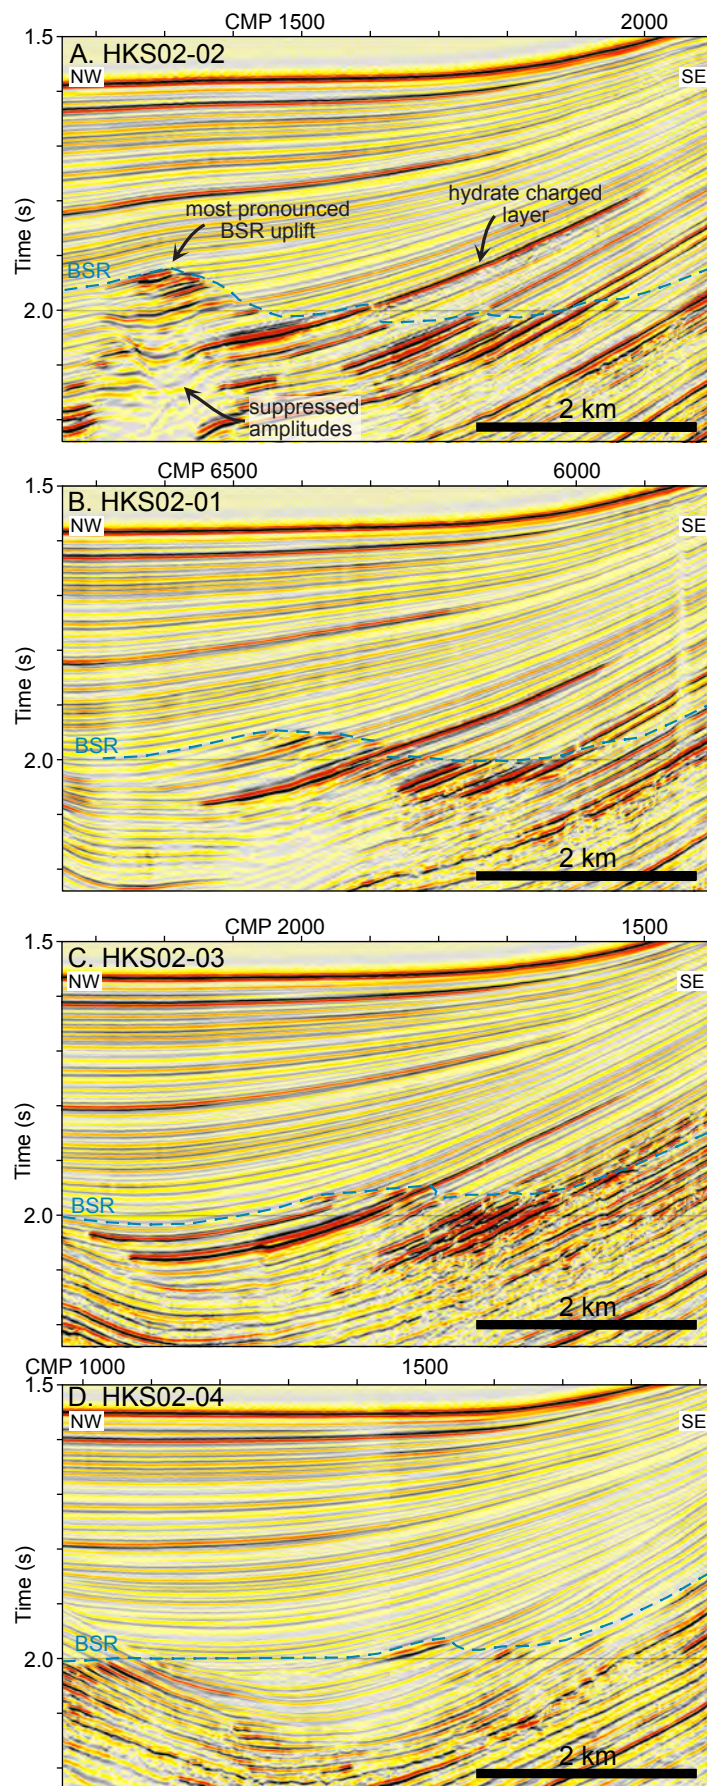 CMP 1500 2000
1.5
A. HKS02-02
NW SE
most pronounced
BSR uplift
hydrate charged
layer
Time (s)
BSR
2.0
suppressed
amplitudes
2 km
CMP 6500 6000
1.5
B. HKS02-01
NW SE
Time (s)
BSR
2.0
2 km
CMP 2000 1500
1.5
C. HKS02-03
NW SE
Time (s)
BSR
2.0
2 km
CMP 1000 1500
1.5
D. HKS02-04
NW SE
Time (s)
BSR
2.0
2 km